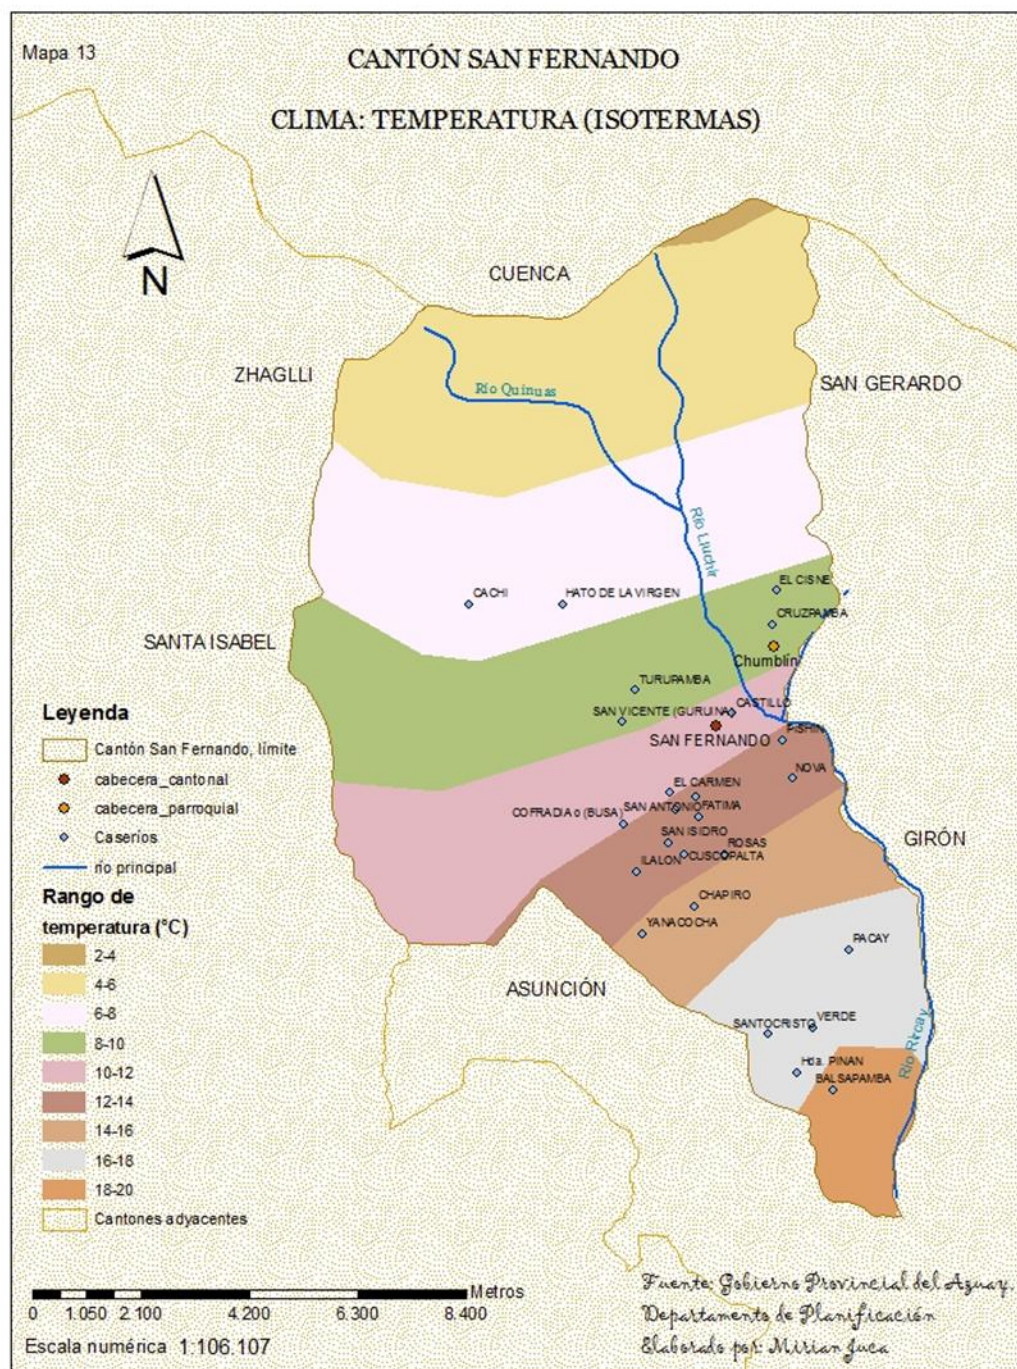 Mapa 13
CANTÓN SAN FERNANDO
CLIMA: TEMPERATURA (ISOTERMAS)
N
CUENCA
ZHAGLLI
SAN GERARDO
Río Quinuas
Río Lluchir
EL CISNE
CACHI
HATO DE LA VIRGEN
CRUZPAMBA
SANTA ISABEL
Chumblín
TURUPAMBA
CASTILLO
SAN VICENTE (GURUINA)
SAN FERNANDO
PISHIN
NOVA
EL CARMEN
SAN ANTONIO
FATIMA
COFRADIA o (BUSA)
SAN ISIDRO
ROSAS
GIRÓN
ILALON
CUSCOPALTA
CHAPIRO
YANACOCHA
PACAY
ASUNCIÓN
SANTOCRISTO
VERDE
Río Rircay
Hda. PINAN
BALSAPAMBA
Leyenda
Cantón San Fernando, límite
cabecera_cantonal
cabecera_parroquial
Caseríos
río principal
Rango de
temperatura (°C)
2-4
4-6
6-8
8-10
10-12
12-14
14-16
16-18
18-20
Cantones adyacentes
Metros
0 1.050 2.100 4.200 6.300 8.400
Escala numérica 1:106.107
Fuente: Gobierno Provincial del Azuay.
Departamento de Planificación
Elaborado por: Mirian Juca